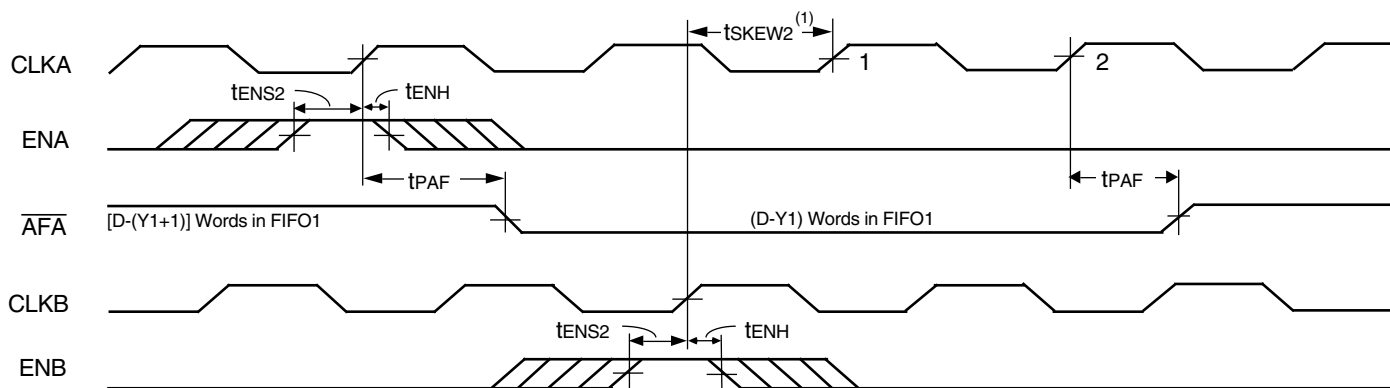 tSKEW2 (1)
CLKA 1 2
tENS2 tENH
ENA
tPAF tPAF
AFA [D-(Y1+1)] Words in FIFO1 (D-Y1) Words in FIFO1
CLKB
tENS2 tENH
ENB